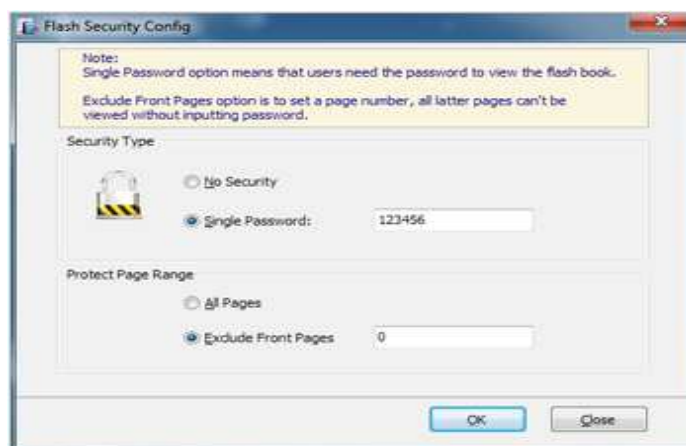 Flash Security Config
Note:
Single Password option means that users need the password to view the flash book.
Exclude Front Pages option is to set a page number, all latter pages can't be
viewed without inputting password.
Security Type
No Security
Single Password:
123456
Protect Page Range
All Pages
Exclude Front Pages
0
OK
Close